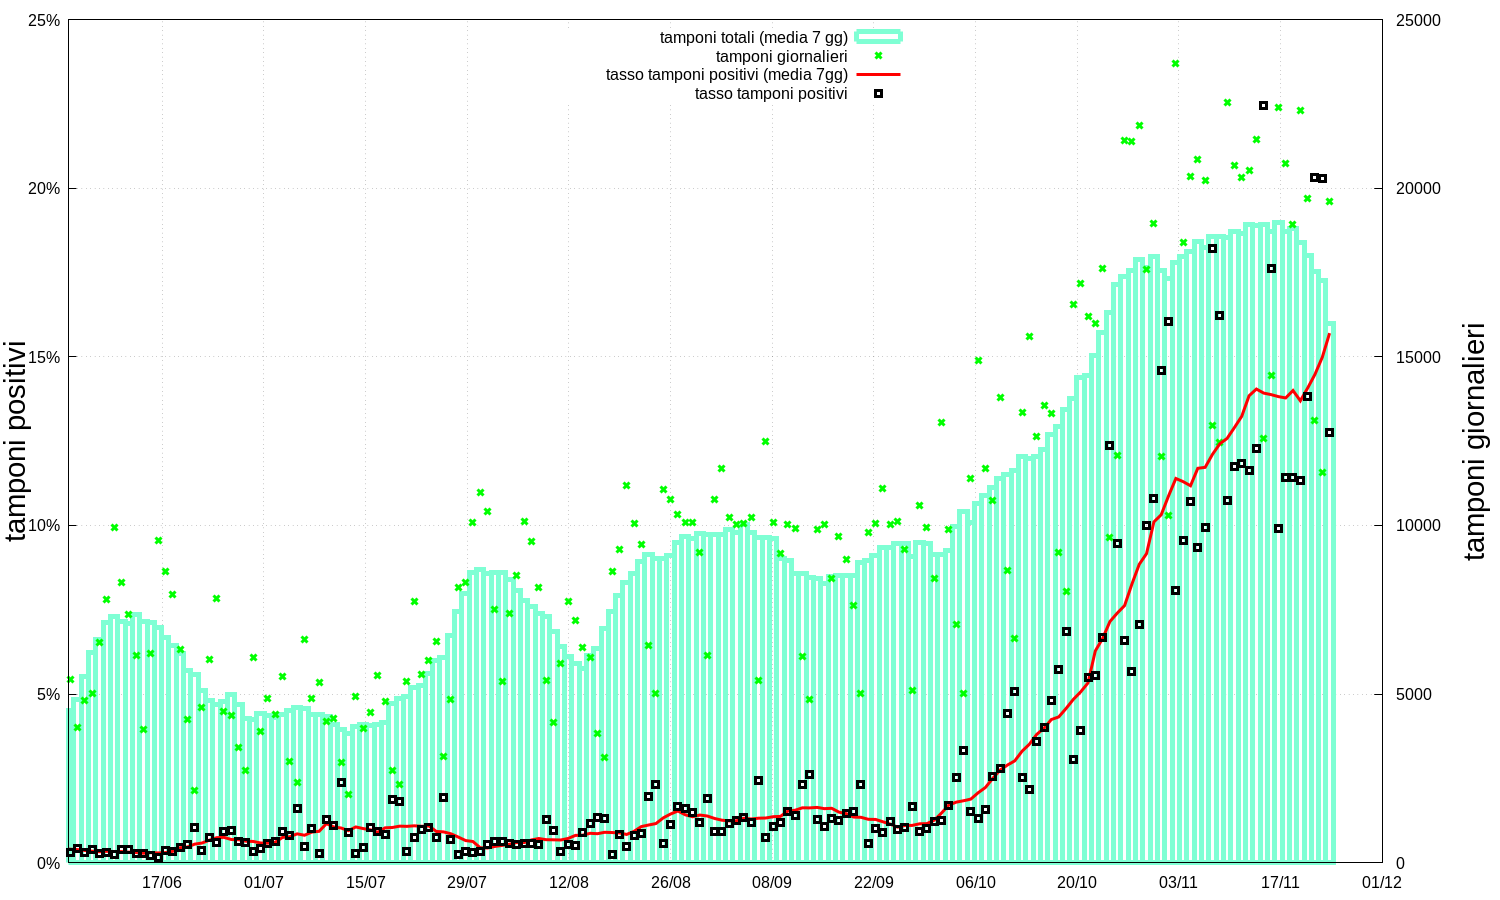 tamponi totali (media 7 gg)
tamponi giornalieri
tasso tamponi positivi (media 7gg)
tasso tamponi positivi
tamponi positivi
25%
20%
15%
10%
5%
0%
17/06 01/07 15/07 29/07 12/08 26/08 08/09 22/09 06/10 20/10 03/11 17/11 01/12
25000
20000
15000
10000
5000
0
tamponi giornalieri